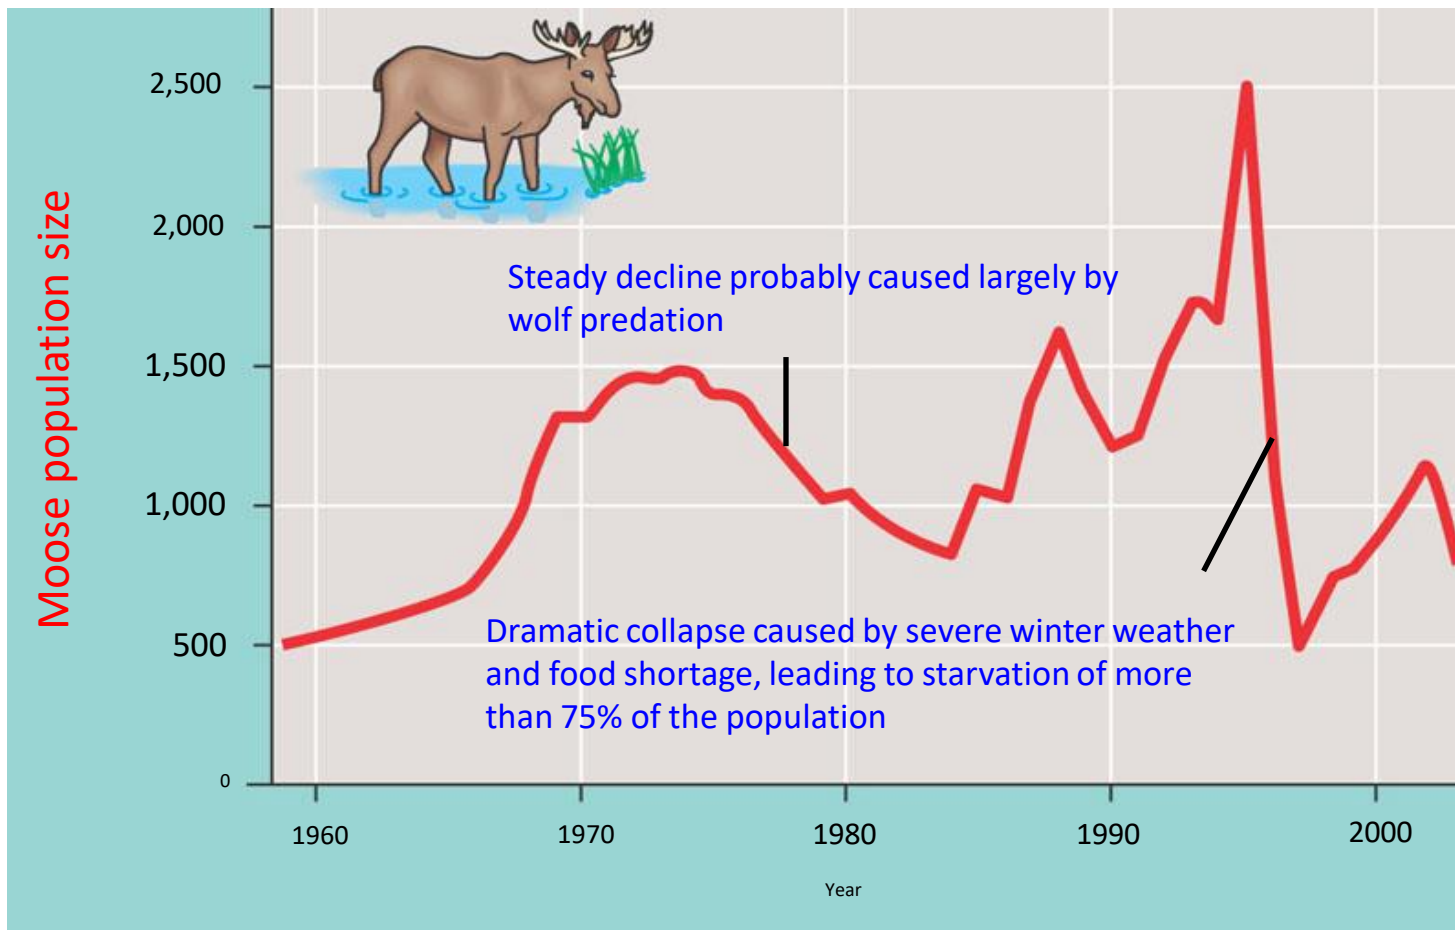 Moose population size
2,500
2,000
1,500
1,000
500
0
Steady decline probably caused largely by
wolf predation
Dramatic collapse caused by severe winter weather
and food shortage, leading to starvation of more
than 75% of the population
1960
1970
1980
1990
2000
Year